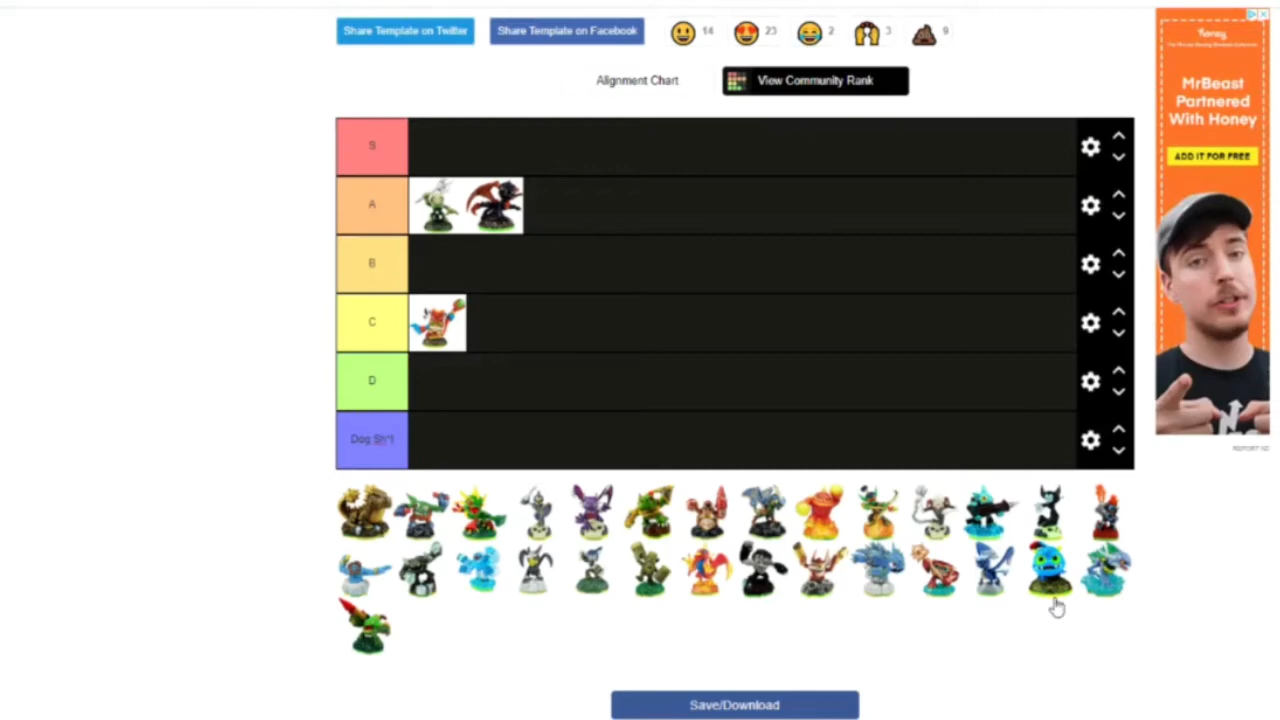 Share Template on Twitter
Share Template on Facebook
14
23
2
3
9
Alignment Chart
View Community Rank
S
A
B
C
D
Dog Sh*t
honey
MrBeast
Partnered
With Honey
ADD IT FOR FREE
Save/Download